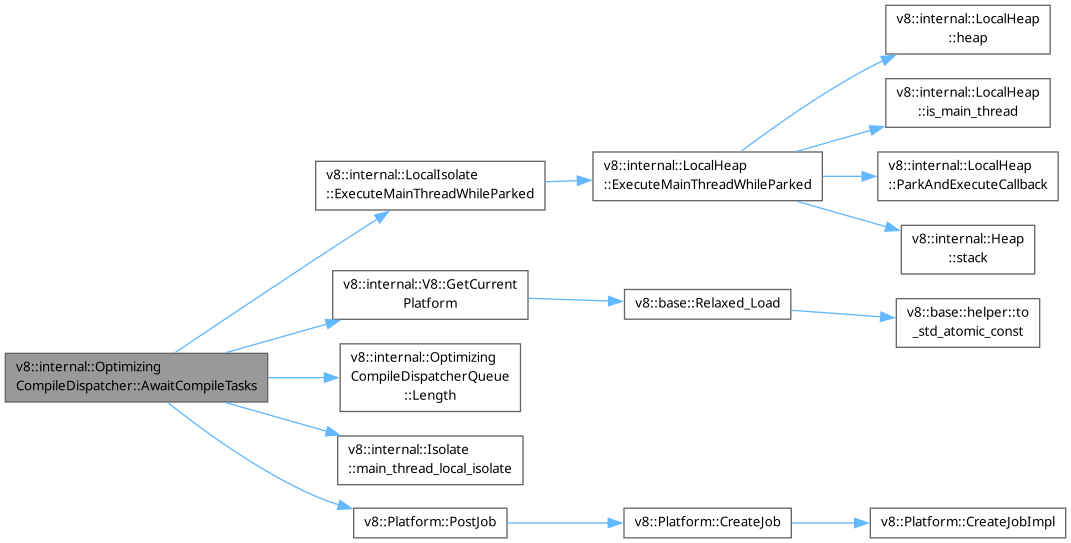 v8::internal::LocalHeap
::heap
v8::internal::LocalHeap
::is_main_thread
v8::internal::LocalIsolate
::ExecuteMainThreadWhileParked
v8::internal::LocalHeap
::ExecuteMainThreadWhileParked
v8::internal::LocalHeap
::ParkAndExecuteCallback
v8::internal::Heap
::stack
v8::internal::V8::GetCurrent
Platform
v8::base::Relaxed_Load
v8::base::helper::to
_std_atomic_const
v8::internal::Optimizing
CompileDispatcher::AwaitCompileTasks
v8::internal::Optimizing
CompileDispatcherQueue
::Length
v8::internal::Isolate
::main_thread_local_isolate
v8::Platform::PostJob
v8::Platform::CreateJob
v8::Platform::CreateJobImpl